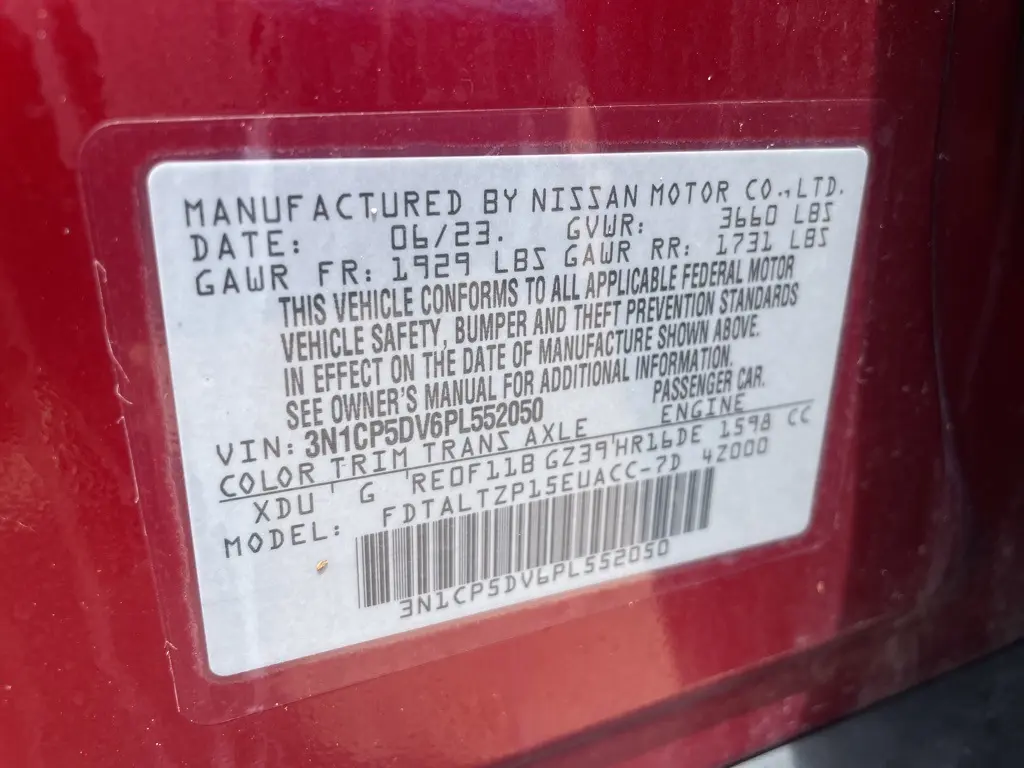 MANUFACTURED BY NISSAN MOTOR CO.,LTD.
DATE: 06/23. GVWR: 3660 LBS
GAWR FR: 1929 LBS GAWR RR: 1731 LBS
THIS VEHICLE CONFORMS TO ALL APPLICABLE FEDERAL MOTOR
VEHICLE SAFETY, BUMPER AND THEFT PREVENTION STANDARDS
IN EFFECT ON THE DATE OF MANUFACTURE SHOWN ABOVE.
SEE OWNER'S MANUAL FOR ADDITIONAL INFORMATION.
VIN: 3N1CP5DV6PL552050 PASSENGER CAR.
COLOR TRIM TRANS AXLE ENGINE
XDU G RE0F11B GZ39 HR16DE 1598 CC
MODEL: FDTALTZP15EUACC-7D 4Z000
3N1CP5DV6PL552050